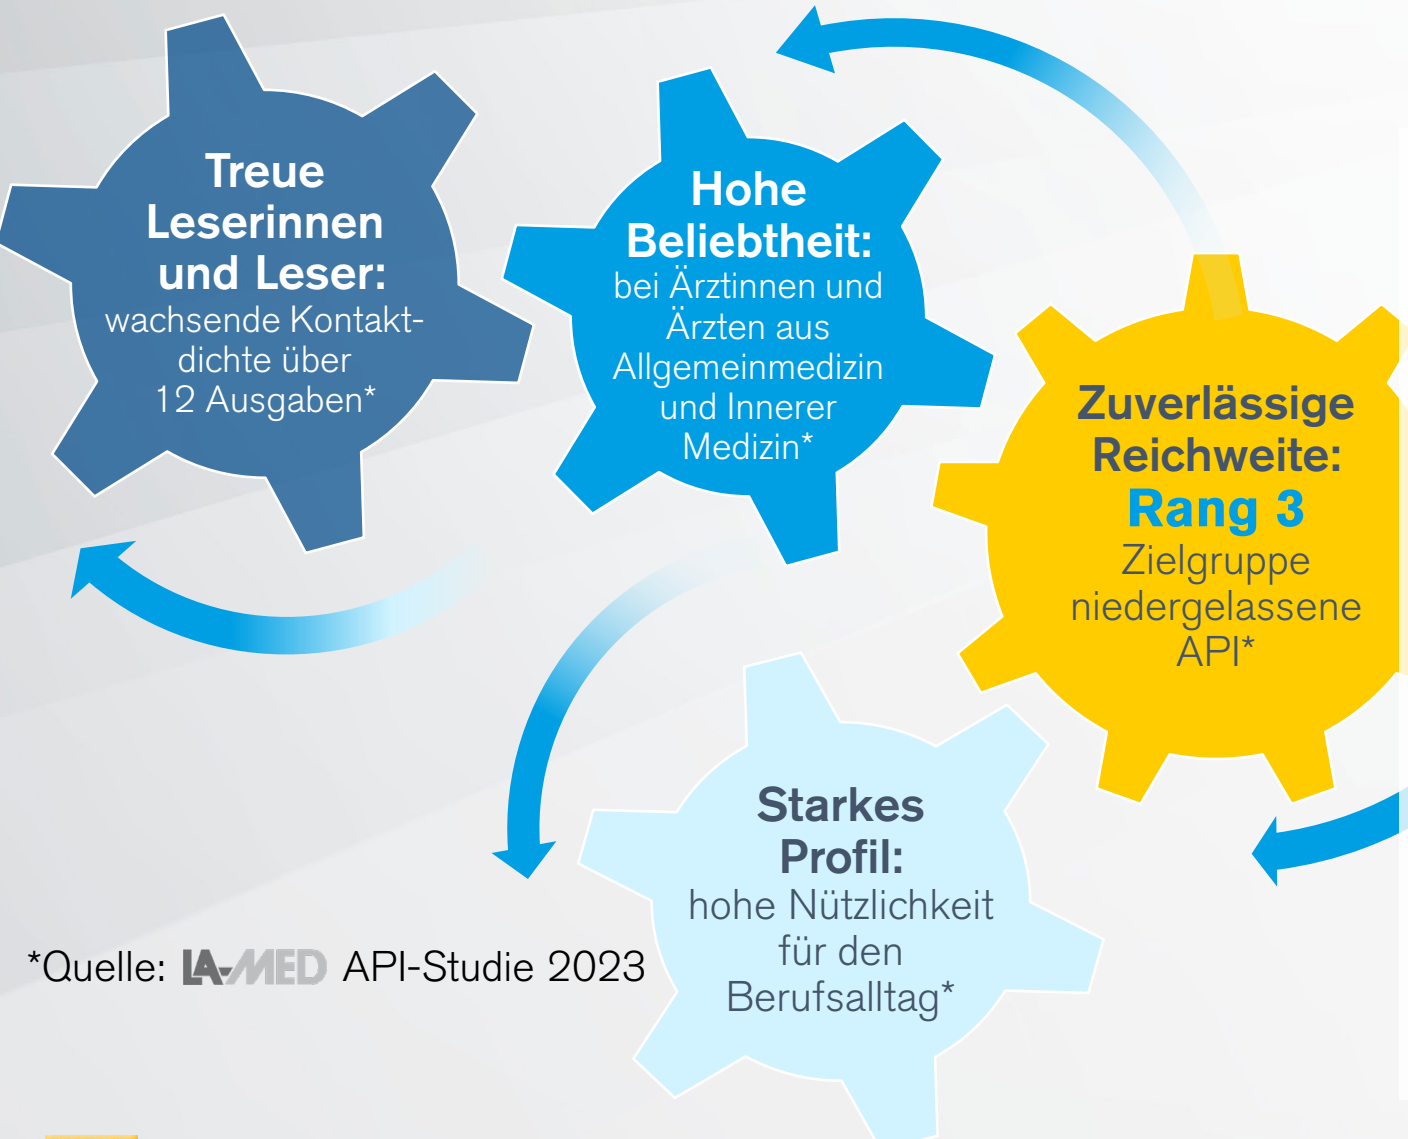 Treue
Leserinnen
und Leser:
wachsende Kontakt-
dichte über
12 Ausgaben*
Hohe
Beliebtheit:
bei Ärztinnen und
Ärzten aus
Allgemeinmedizin
und Innerer
Medizin*
Zuverlässige
Reichweite:
Rang 3
Zielgruppe
niedergelassene
API*
Starkes
Profil:
hohe Nützlichkeit
für den
Berufsalltag*
*Quelle: LA-MED API-Studie 2023